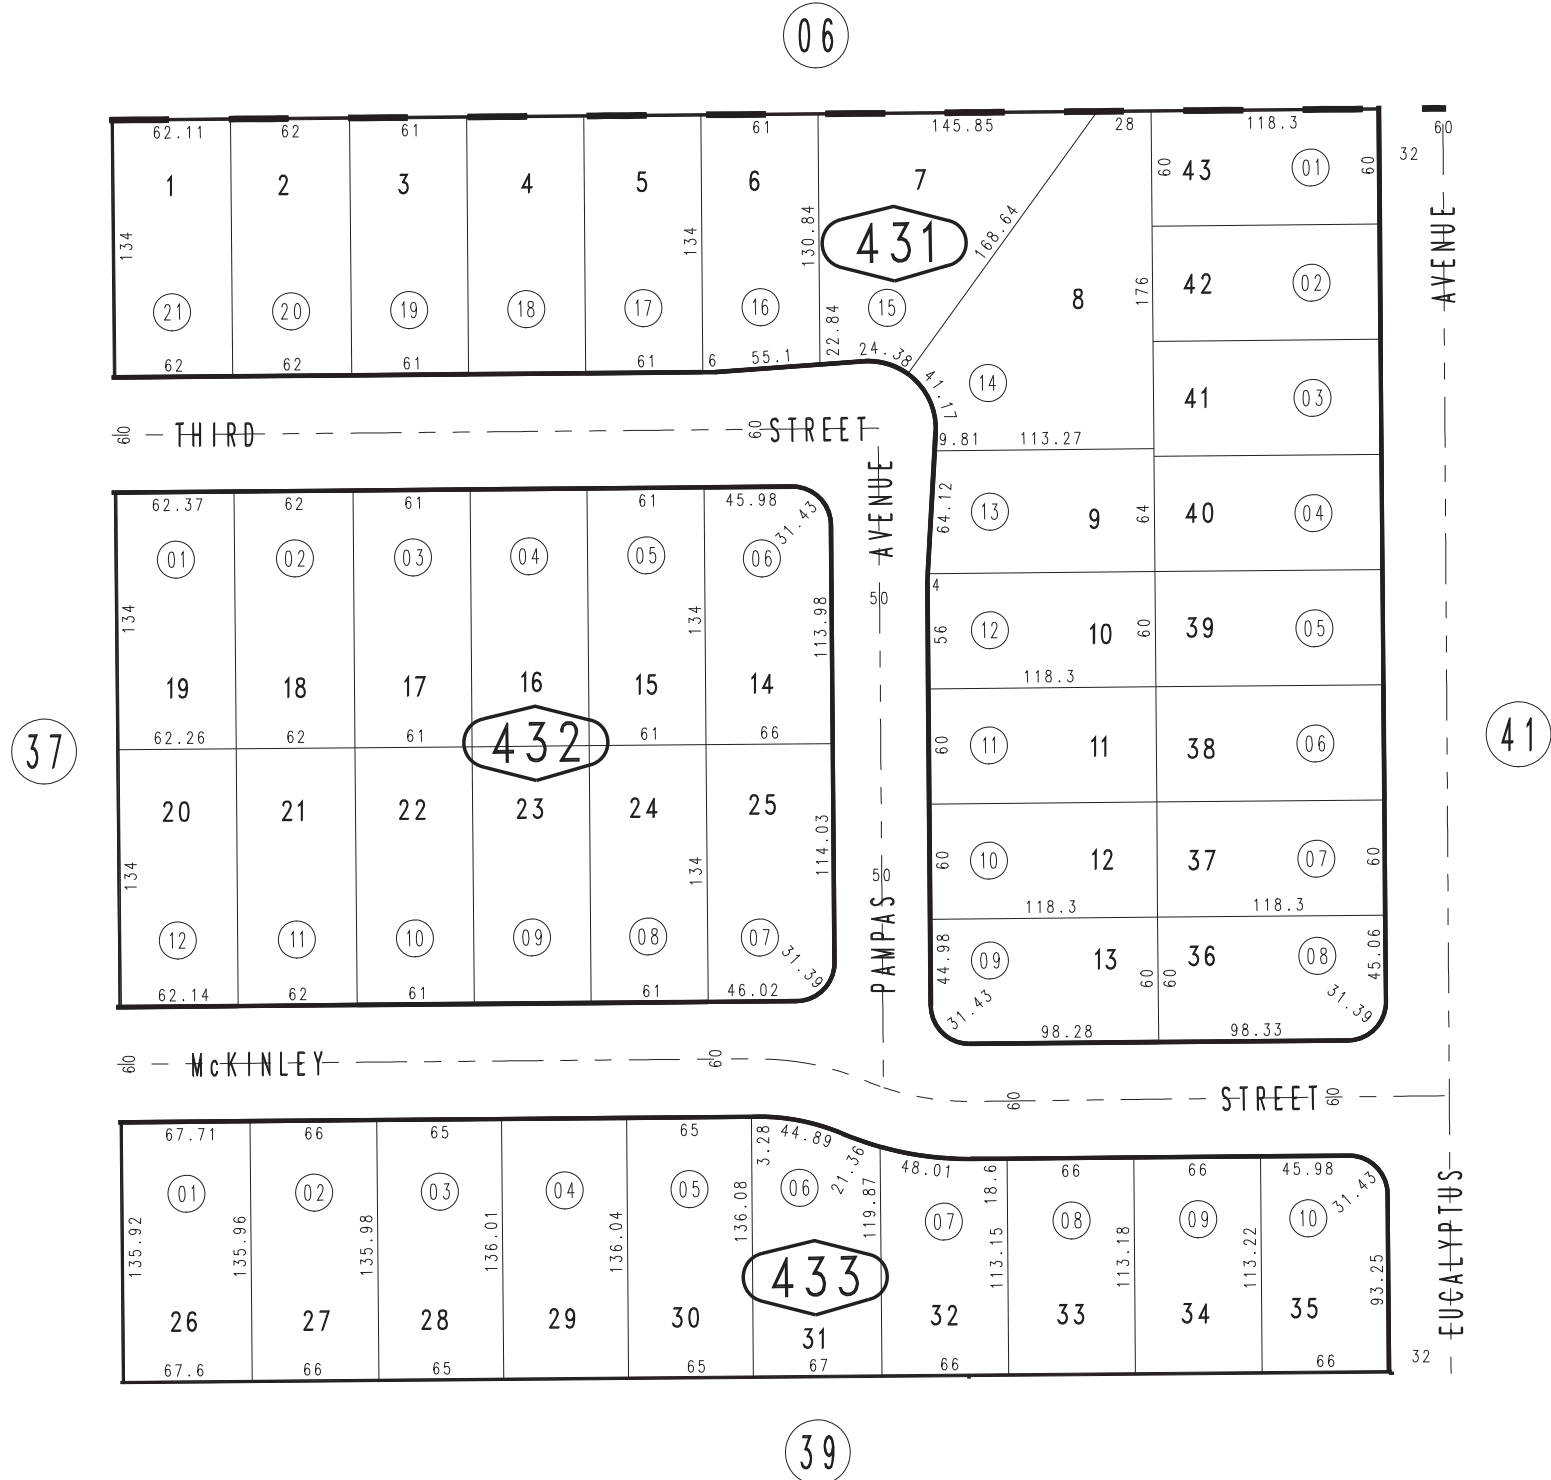 06
62.11 62 61 61 145.85 28 118.3 60
32
1 2 3 4 5 6 7 60 43 01 60
134 134 130.84 431 168.64 AVENUE
8 176 42 02
21 20 19 18 17 16 22.84 15
62 62 61 61 6 55.1 24.38
41.17 14 41 03
60 THIRD 60 STREET 9.81 113.27
62.37 62 61 61 45.98 31.43 AVENUE 64.12 13 9 64 40 04
01 02 03 04 05 06
4
134 134 113.98 50 56 12 10 60 39 05
118.3
19 18 17 16 15 14
432
62.26 62 61 61 66 60 11 11 38 06
37 41
20 21 22 23 24 25
134 134 114.03 50 60 10 12 37 07 60
118.3 118.3
12 11 10 09 08 07 31.39 PAMPAS 44.98 09 13 60 60 36 08 45.06
62.14 62 61 61 46.02 31.43 31.39
98.28 98.33
60 McKINLEY 60
60 STREET 60
67.71 66 65 65 3.28 44.89 21.36 48.01 18.6 66 66 45.98 31.43
01 02 03 04 05 06 07 08 09 10
135.92 135.96 135.98 136.01 136.04 136.08 119.87 113.15 113.18 113.22 93.25 EUCALYPTUS
433
26 27 28 29 30 31 32 33 34 35
67.6 66 65 65 67 66 66 32
39